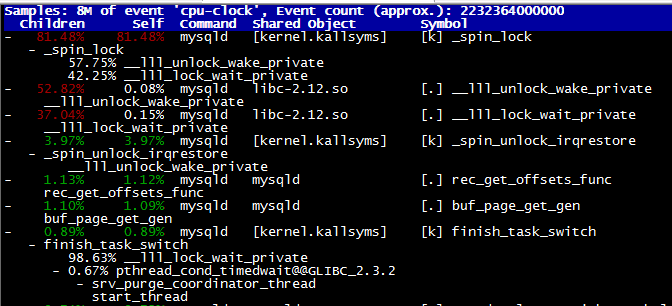 Samples: 8M of event 'cpu-clock', Event count (approx.): 2232364000000
Children Self Command Shared Object Symbol
- 81.48% 81.48% mysqld [kernel.kallsyms] [k] _spin_lock
- _spin_lock
57.75% __lll_unlock_wake_private
42.25% __lll_lock_wait_private
- 52.82% 0.08% mysqld libc-2.12.so [.] __lll_unlock_wake_private
__lll_unlock_wake_private
- 37.04% 0.15% mysqld libc-2.12.so [.] __lll_lock_wait_private
__lll_lock_wait_private
- 3.97% 3.97% mysqld [kernel.kallsyms] [k] _spin_unlock_irqrestore
- _spin_unlock_irqrestore
__lll_unlock_wake_private
- 1.13% 1.12% mysqld mysqld [.] rec_get_offsets_func
rec_get_offsets_func
- 1.10% 1.09% mysqld mysqld [.] buf_page_get_gen
buf_page_get_gen
- 0.89% 0.89% mysqld [kernel.kallsyms] [k] finish_task_switch
- finish_task_switch
98.63% __lll_lock_wait_private
- 0.67% pthread_cond_timedwait@@GLIBC_2.3.2
- srv_purge_coordinator_thread
start_thread